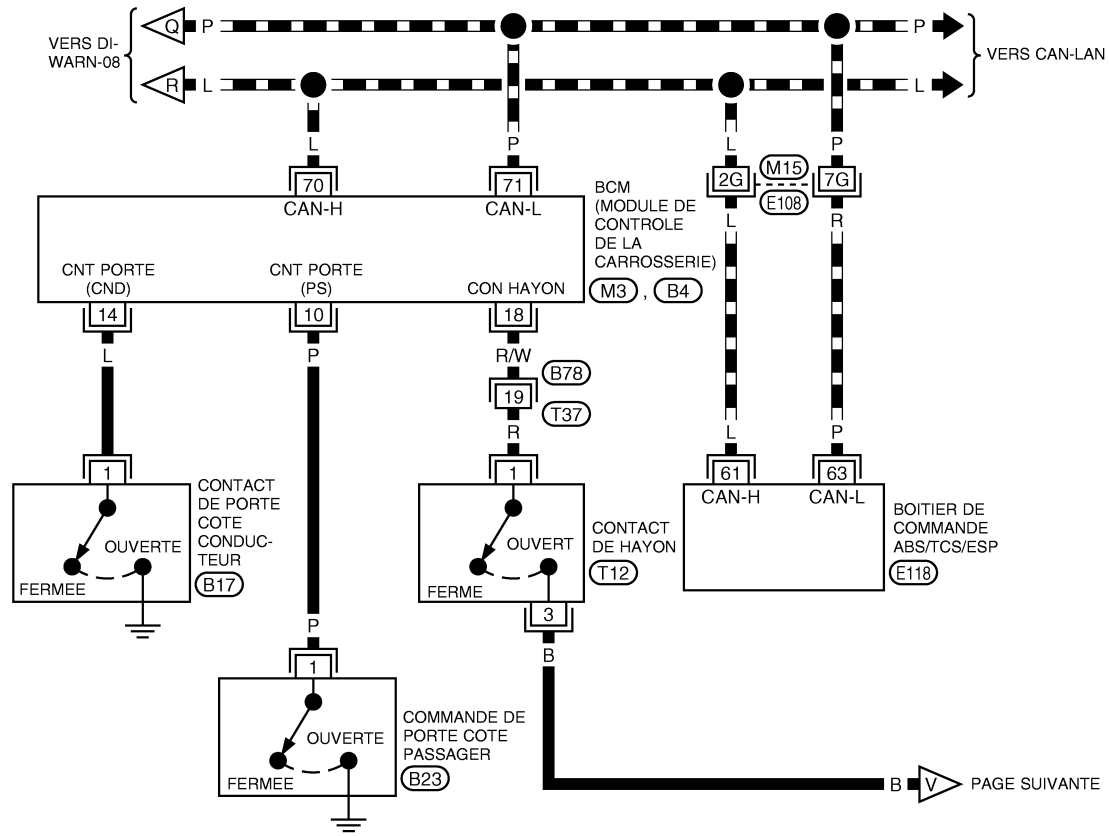 Q P P
VERS DI-
WARN-08
VERS CAN-LAN
R L L
L P L P
70 71 2G M15 7G
E108
CAN-H CAN-L
BCM
(MODULE DE
CONTROLE
DE LA
CARROSSERIE)
M3 , B4
L R
CNT PORTE
(CND)
CNT PORTE
(PS)
CON HAYON
14 10 18
L P R/W
B78
19
T37
R L P
1 1 61 63
CONTACT
DE PORTE
COTE
CONDUC-
TEUR
B17
OUVERTE
FERMEE
CONTACT
DE HAYON
T12
OUVERT
FERME
CAN-H CAN-L
BOITIER DE
COMMANDE
ABS/TCS/ESP
E118
3
P
B
1
COMMANDE DE
PORTE COTE
PASSAGER
B23
OUVERTE
FERMEE
B V PAGE SUIVANTE